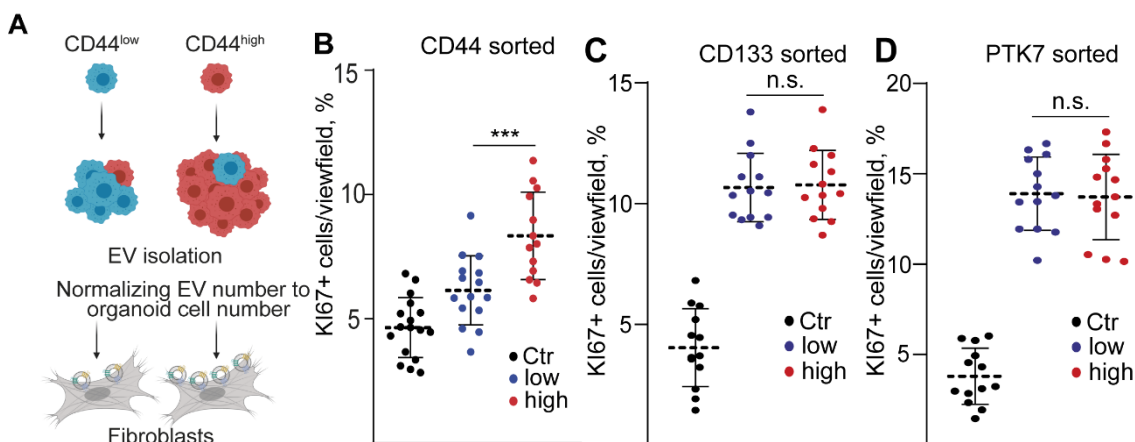 A
CD44low
CD44high
EV isolation
Normalizing EV number to
organoid cell number
Fibroblasts
B
CD44 sorted
KI67+ cells/viewfield, %
15
10
5
***
Ctr
low
high
C
CD133 sorted
n.s.
KI67+ cells/viewfield, %
15
10
5
Ctr
low
high
D
PTK7 sorted
n.s.
KI67+ cells/viewfield, %
20
15
10
5
Ctr
low
high